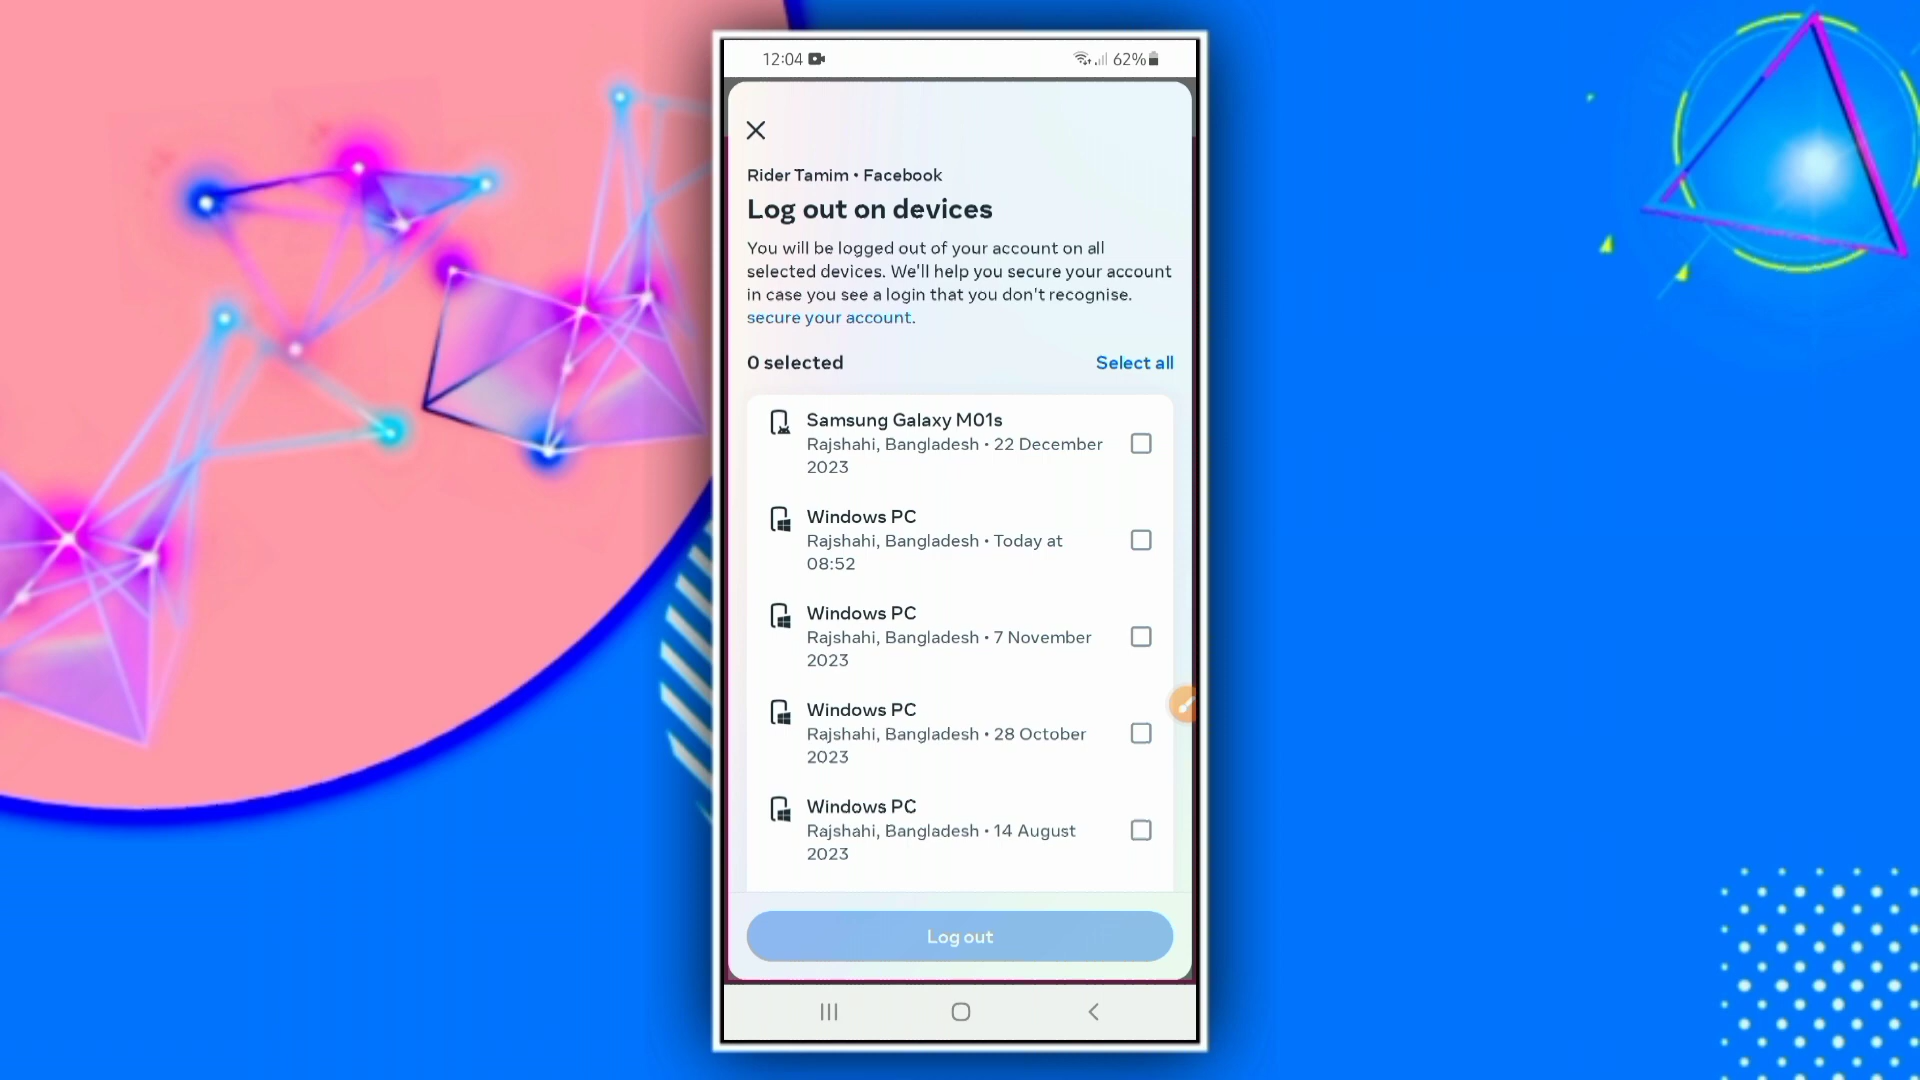 12:04
62%
Rider Tamim • Facebook
Log out on devices
You will be logged out of your account on all
selected devices. We'll help you secure your account
in case you see a login that you don't recognise.
secure your account.
0 selected
Select all
Samsung Galaxy M01s
Rajshahi, Bangladesh • 22 December
2023
Windows PC
Rajshahi, Bangladesh • Today at
08:52
Windows PC
Rajshahi, Bangladesh • 7 November
2023
Windows PC
Rajshahi, Bangladesh • 28 October
2023
Windows PC
Rajshahi, Bangladesh • 14 August
2023
Log out